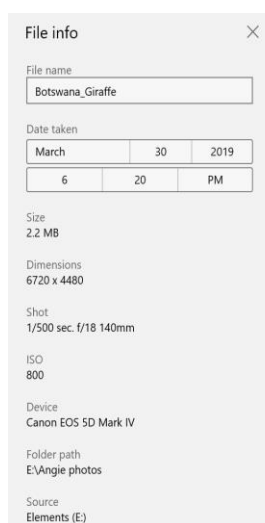 File info
File name
Botswana_Giraffe
Date taken
March 30 2019
6 20 PM
Size
2.2 MB
Dimensions
6720 x 4480
Shot
1/500 sec. f/18 140mm
ISO
800
Device
Canon EOS 5D Mark IV
Folder path
E:\Angie photos
Source
Elements (E:)